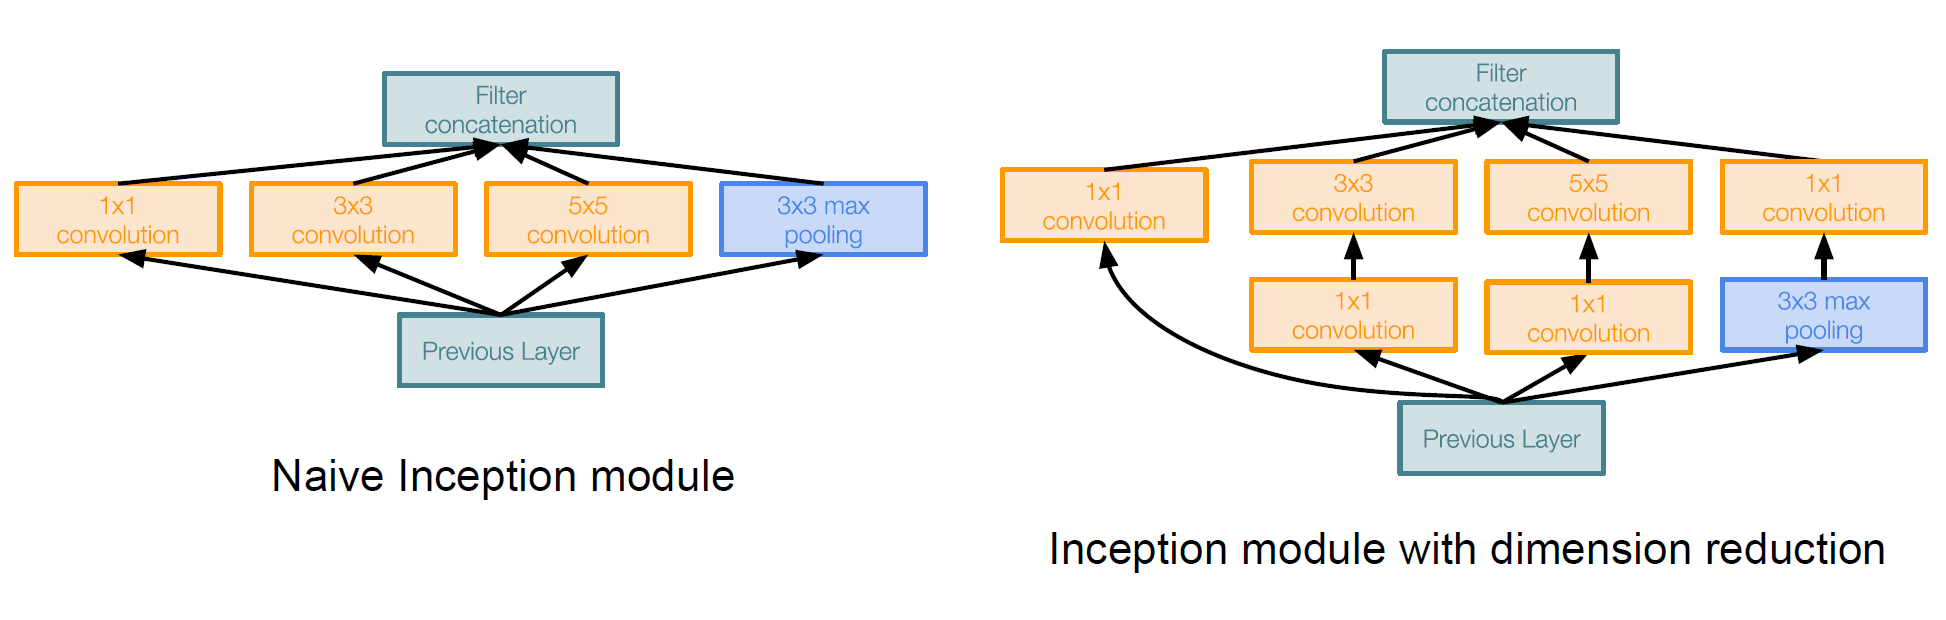 Filter
concatenation
1x1
convolution
3x3
convolution
5x5
convolution
3x3 max
pooling
Previous Layer
Naive Inception module
Filter
concatenation
1x1
convolution
3x3
convolution
5x5
convolution
1x1
convolution
1x1
convolution
1x1
convolution
3x3 max
pooling
Previous Layer
Inception module with dimension reduction